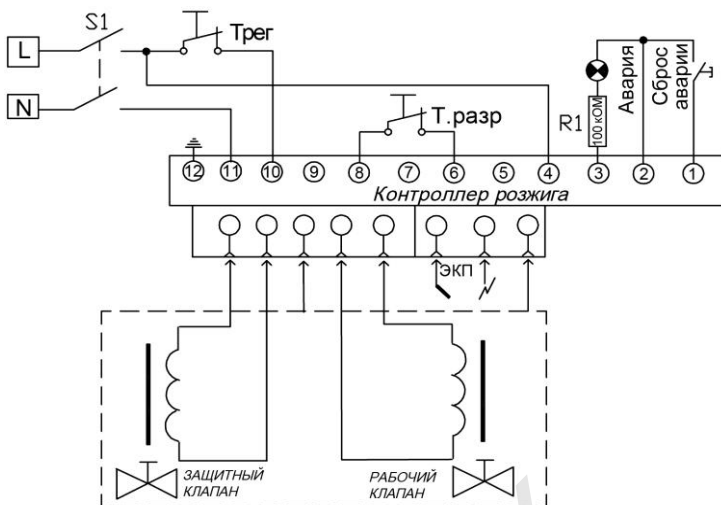 S1
L
Трег
N
Т.разр
R1
100 кОМ
Авария
Сброс
аварии
12 11 10 9 8 7 6 5 4 3 2 1
Контроллер розжига
ЭКП
ЗАЩИТНЫЙ
КЛАПАН
РАБОЧИЙ
КЛАПАН